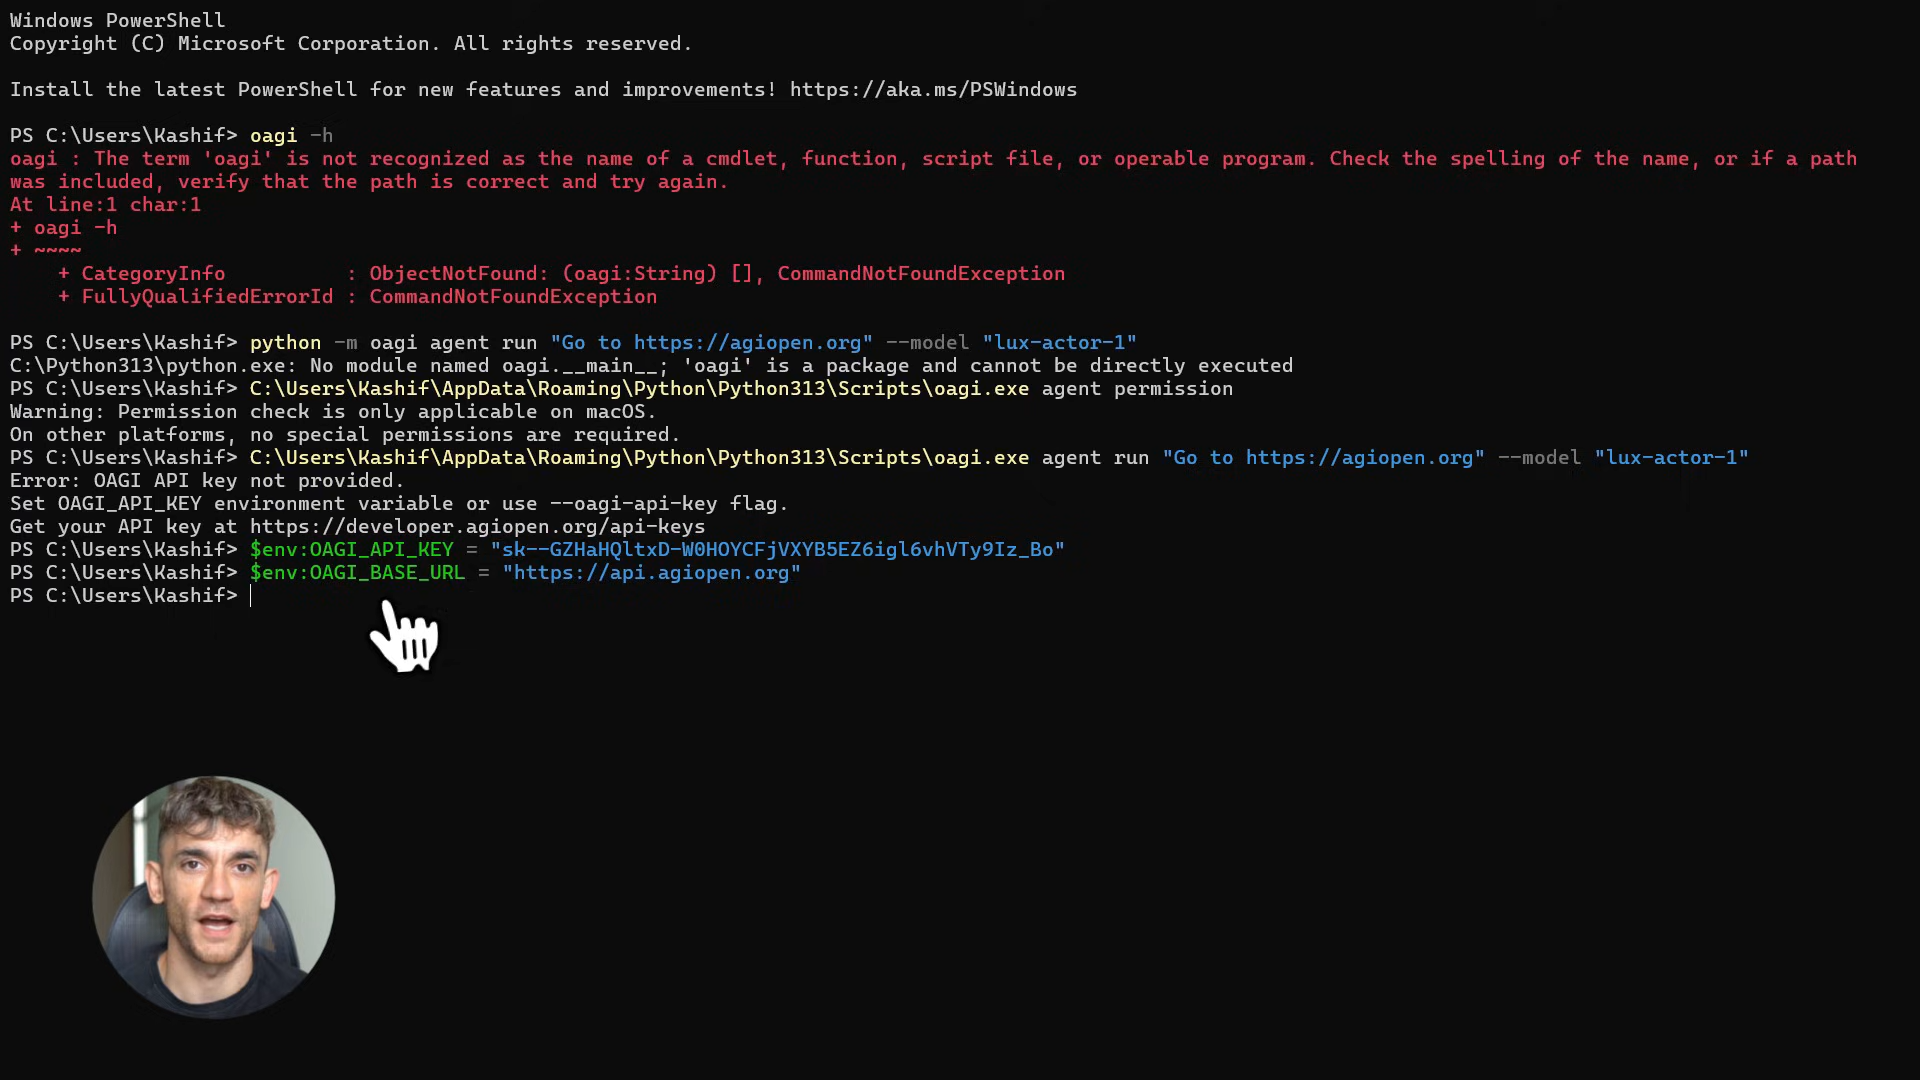 Windows PowerShell
Copyright (C) Microsoft Corporation. All rights reserved.
Install the latest PowerShell for new features and improvements! https://aka.ms/PSWindows
PS C:\Users\Kashif> oagi -h
oagi : The term 'oagi' is not recognized as the name of a cmdlet, function, script file, or operable program. Check the spelling of the name, or if a path
was included, verify that the path is correct and try again.
At line:1 char:1
+ oagi -h
+ ~~~~
    + CategoryInfo          : ObjectNotFound: (oagi:String) [], CommandNotFoundException
    + FullyQualifiedErrorId : CommandNotFoundException
PS C:\Users\Kashif> python -m oagi agent run "Go to https://agiopen.org" --model "lux-actor-1"
C:\Python313\python.exe: No module named oagi.__main__; 'oagi' is a package and cannot be directly executed
PS C:\Users\Kashif> C:\Users\Kashif\AppData\Roaming\Python\Python313\Scripts\oagi.exe agent permission
Warning: Permission check is only applicable on macOS.
On other platforms, no special permissions are required.
PS C:\Users\Kashif> C:\Users\Kashif\AppData\Roaming\Python\Python313\Scripts\oagi.exe agent run "Go to https://agiopen.org" --model "lux-actor-1"
Error: OAGI API key not provided.
Set OAGI_API_KEY environment variable or use --oagi-api-key flag.
Get your API key at https://developer.agiopen.org/api-keys
PS C:\Users\Kashif> $env:OAGI_API_KEY = "sk--GZHaHQltxD-W0HOYCFjVXYB5EZ6igl6vhVTy9Iz_Bo"
PS C:\Users\Kashif> $env:OAGI_BASE_URL = "https://api.agiopen.org"
PS C:\Users\Kashif>